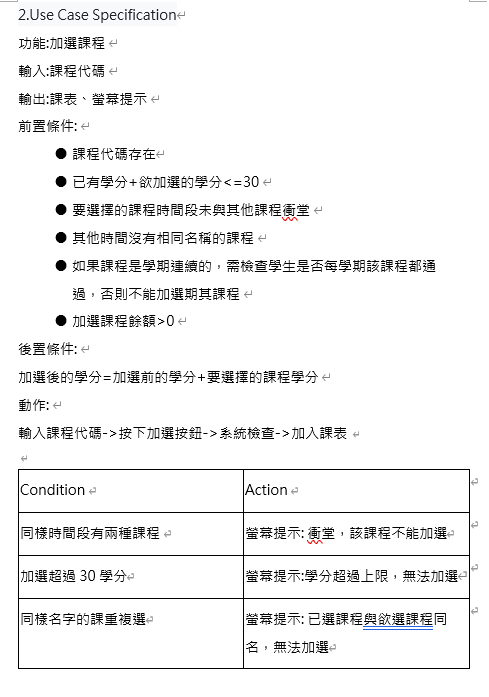 2.Use Case Specification
功能:加選課程
輸入:課程代碼
輸出:課表、螢幕提示
前置條件:
● 課程代碼存在
● 已有學分+欲加選的學分<=30
● 要選擇的課程時間段未與其他課程衝堂
● 其他時間沒有相同名稱的課程
● 如果課程是學期連續的，需檢查學生是否每學期該課程都通
過，否則不能加選期其課程
● 加選課程餘額>0
後置條件:
加選後的學分=加選前的學分+要選擇的課程學分
動作:
輸入課程代碼->按下加選按鈕->系統檢查->加入課表
Condition
Action
同樣時間段有兩種課程
螢幕提示: 衝堂，該課程不能加選
加選超過 30 學分
螢幕提示:學分超過上限，無法加選
同樣名字的課重複選
螢幕提示: 已選課程與欲選課程同
名，無法加選